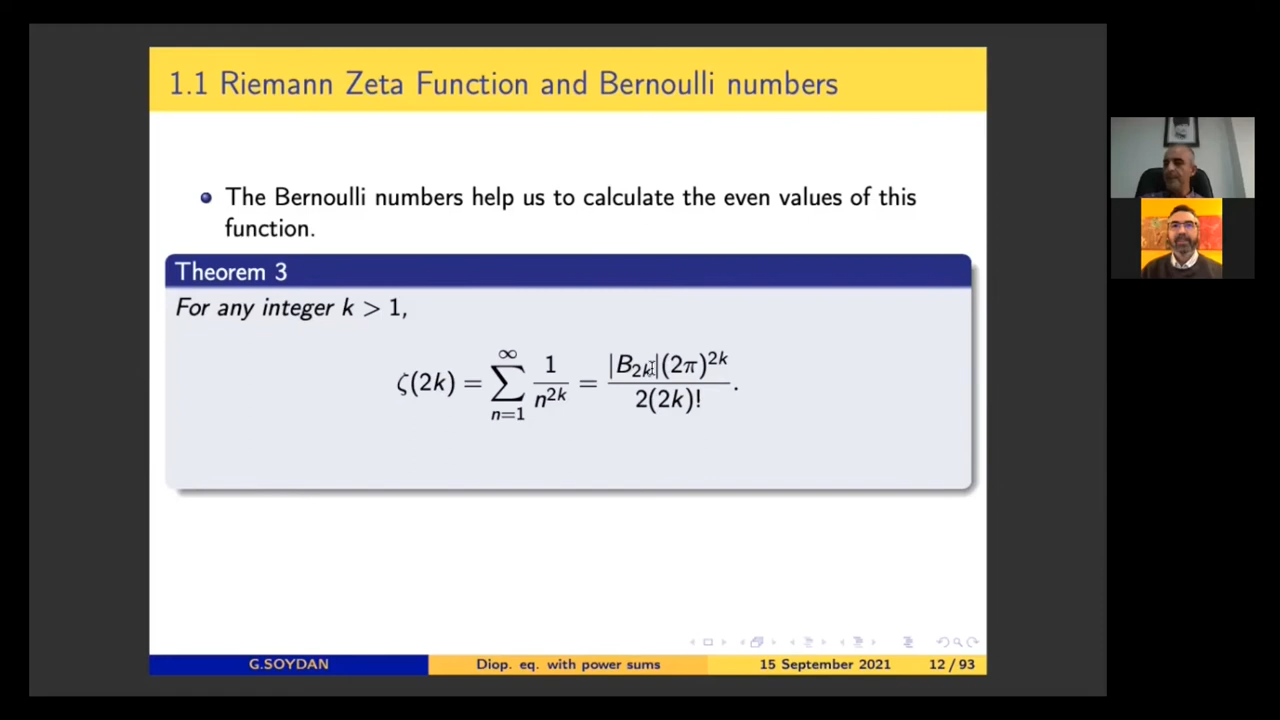 1.1 Riemann Zeta Function and Bernoulli numbers
The Bernoulli numbers help us to calculate the even values of this
function.
Theorem 3
For any integer k > 1,
ζ(2k) = ∑_{n=1}^{∞} 1/n^{2k} = |B_{2k}|(2π)^{2k} / 2(2k)! .
G.SOYDAN Diop. eq. with power sums 15 September 2021 12 / 93